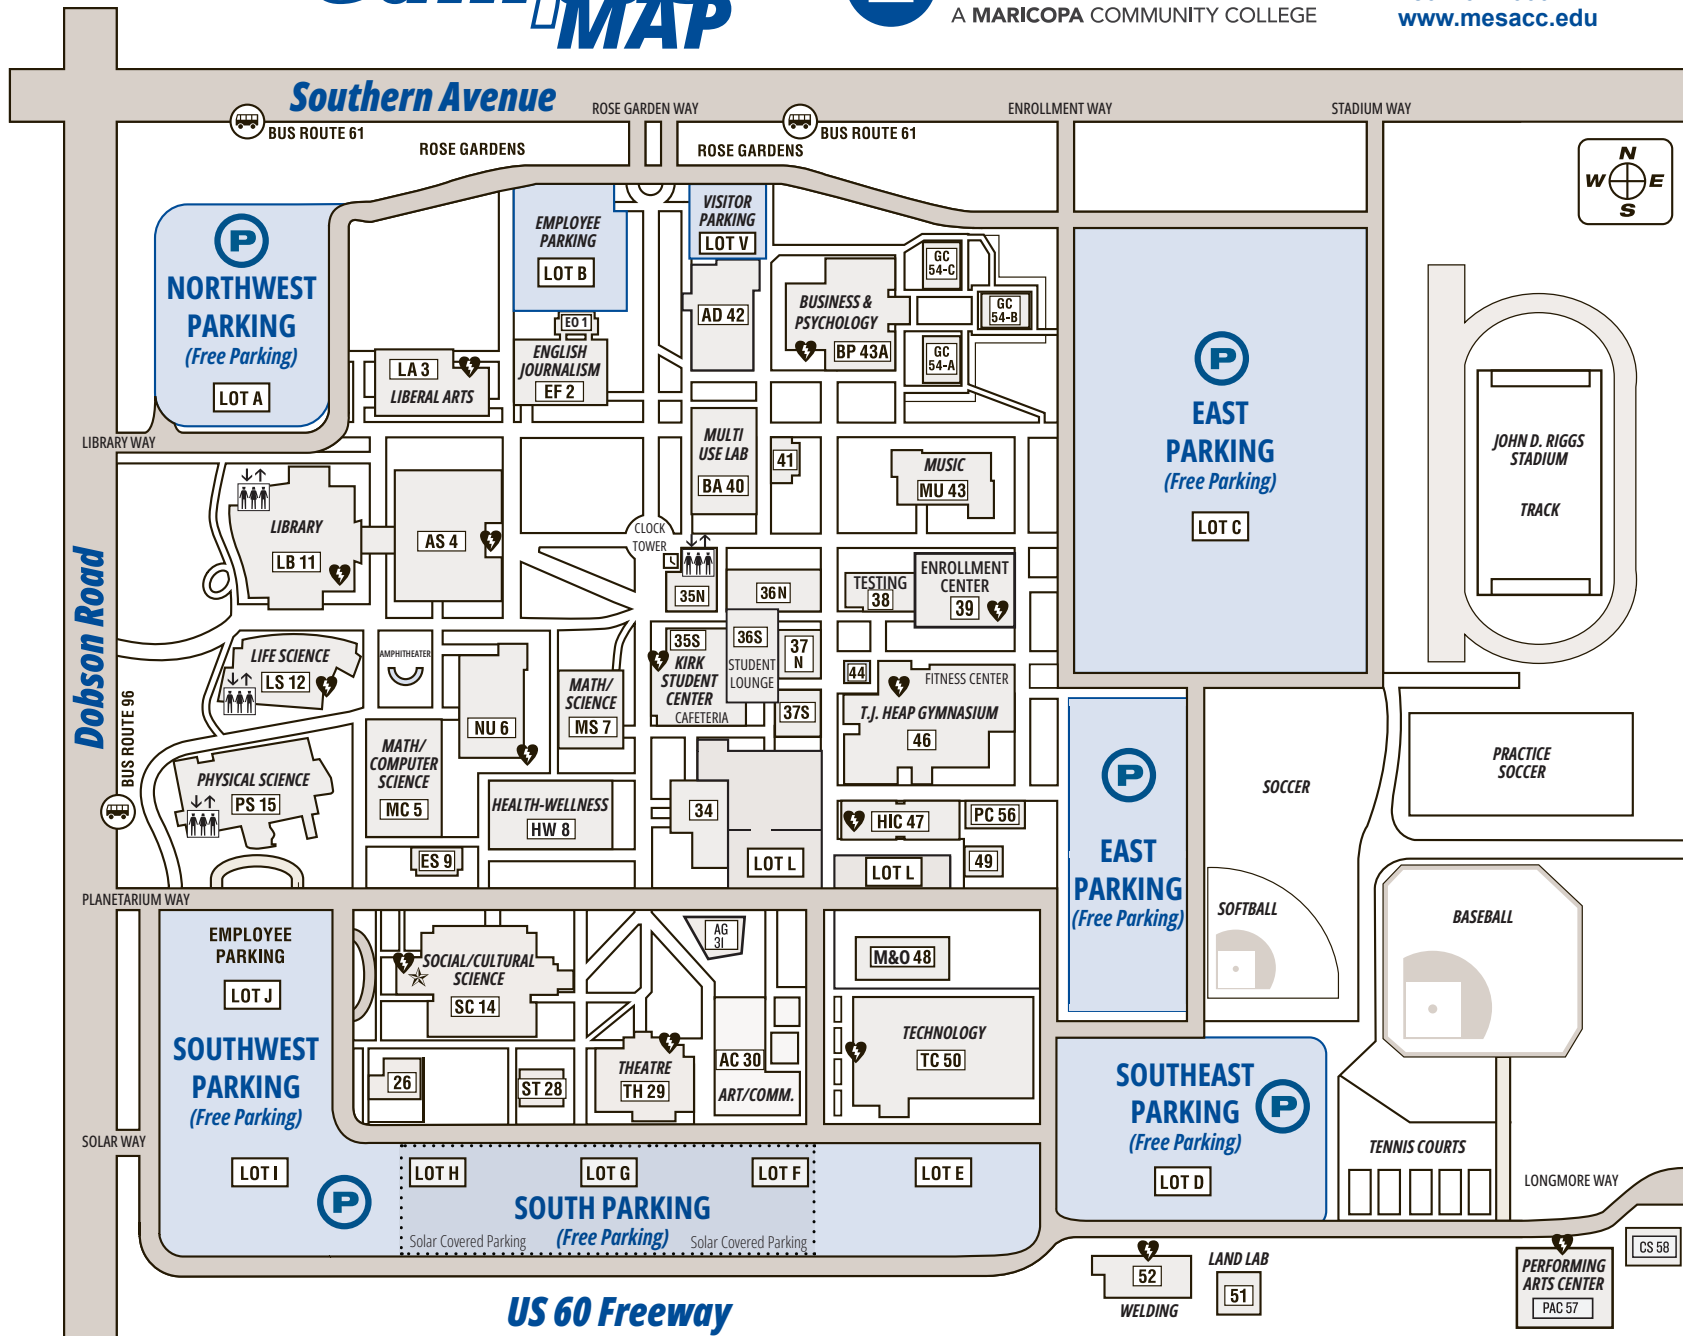 MAP
A MARICOPA COMMUNITY COLLEGE
www.mesacc.edu
Southern Avenue
ROSE GARDEN WAY
ENROLLMENT WAY
STADIUM WAY
BUS ROUTE 61
BUS ROUTE 61
ROSE GARDENS
ROSE GARDENS
N
W E
S
P
NORTHWEST
PARKING
(Free Parking)
LOT A
EMPLOYEE
PARKING
LOT B
VISITOR
PARKING
LOT V
EO 1
ENGLISH
JOURNALISM
EF 2
LA 3
LIBERAL ARTS
AD 42
BUSINESS &
PSYCHOLOGY
BP 43A
GC
54-C
GC
54-B
GC
54-A
P
EAST
PARKING
(Free Parking)
LOT C
JOHN D. RIGGS
STADIUM
TRACK
LIBRARY WAY
LIBRARY
LB 11
AS 4
MULTI
USE LAB
BA 40
41
MUSIC
MU 43
CLOCK
TOWER
35N
36N
TESTING
38
ENROLLMENT
CENTER
39
Dobson Road
BUS ROUTE 96
LIFE SCIENCE
LS 12
AMPHITHEATER
NU 6
MATH/
SCIENCE
MS 7
35S
KIRK
STUDENT
CENTER
CAFETERIA
36S
STUDENT
LOUNGE
37
N
37S
44
FITNESS CENTER
T.J. HEAP GYMNASIUM
46
PHYSICAL SCIENCE
PS 15
MATH/
COMPUTER
SCIENCE
MC 5
HEALTH-WELLNESS
HW 8
ES 9
34
LOT L
HIC 47
PC 56
LOT L
49
P
EAST
PARKING
(Free Parking)
SOCCER
PRACTICE
SOCCER
SOFTBALL
BASEBALL
PLANETARIUM WAY
EMPLOYEE
PARKING
LOT J
SOUTHWEST
PARKING
(Free Parking)
SOCIAL/CULTURAL
SCIENCE
SC 14
AG
31
M&O 48
TECHNOLOGY
TC 50
26
ST 28
THEATRE
TH 29
AC 30
ART/COMM.
SOUTHEAST
PARKING
(Free Parking)
P
LOT D
TENNIS COURTS
SOLAR WAY
LOT I
P
LOT H
LOT G
LOT F
LOT E
SOUTH PARKING
(Free Parking)
Solar Covered Parking
Solar Covered Parking
LONGMORE WAY
52
WELDING
LAND LAB
51
PERFORMING
ARTS CENTER
PAC 57
CS 58
US 60 Freeway